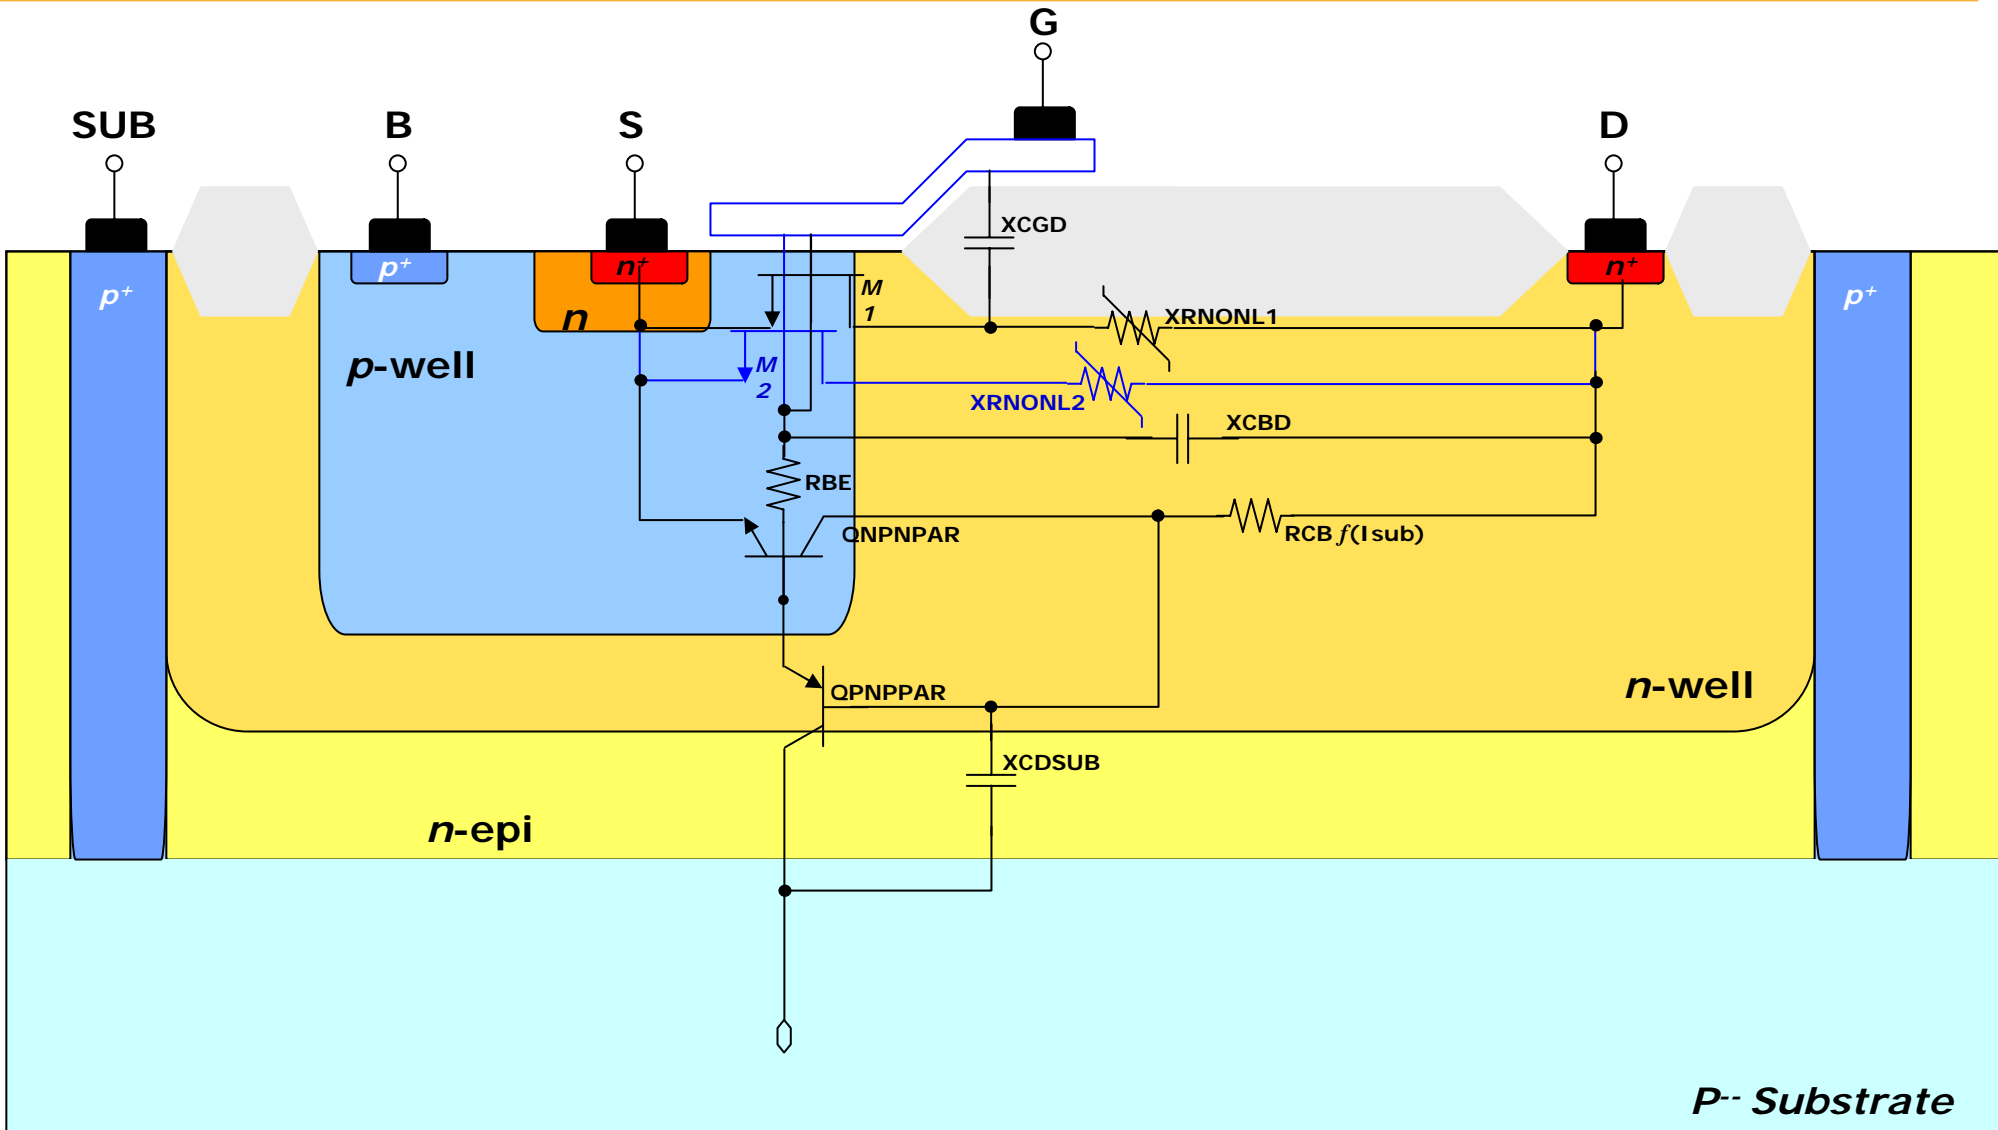 G
SUB
B
S
D
XCGD
p+
n+
n+
p+
p+
M
1
n
XRNONL1
p-well
M
2
XRNONL2
XCBD
RBE
QNPNPAR
RCB f(Isub)
QPNPPAR
n-well
XCDSUB
n-epi
P-- Substrate